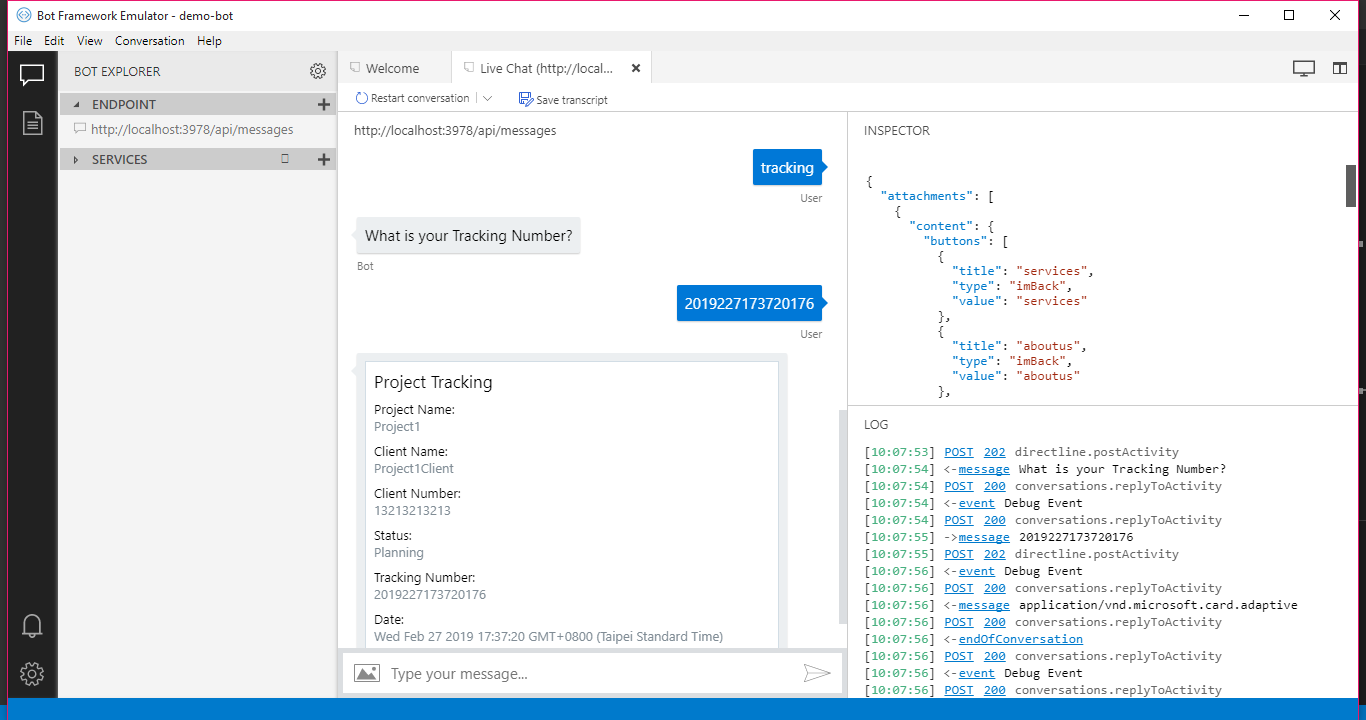 Bot Framework Emulator - demo-bot
File Edit View Conversation Help
BOT EXPLORER
ENDPOINT
http://localhost:3978/api/messages
SERVICES
Welcome
Live Chat (http://local...
Restart conversation
Save transcript
http://localhost:3978/api/messages
tracking
User
What is your Tracking Number?
Bot
2019227173720176
User
Project Tracking
Project Name:
Project1
Client Name:
Project1Client
Client Number:
13213213213
Status:
Planning
Tracking Number:
2019227173720176
Date:
Wed Feb 27 2019 17:37:20 GMT+0800 (Taipei Standard Time)
Type your message...
INSPECTOR
{
"attachments": [
{
"content": {
"buttons": [
{
"title": "services",
"type": "imBack",
"value": "services"
},
{
"title": "aboutus",
"type": "imBack",
"value": "aboutus"
},
LOG
[10:07:53] POST 202 directline.postActivity
[10:07:54] <-message What is your Tracking Number?
[10:07:54] POST 200 conversations.replyToActivity
[10:07:54] <-event Debug Event
[10:07:54] POST 200 conversations.replyToActivity
[10:07:55] ->message 2019227173720176
[10:07:55] POST 202 directline.postActivity
[10:07:56] <-event Debug Event
[10:07:56] POST 200 conversations.replyToActivity
[10:07:56] <-message application/vnd.microsoft.card.adaptive
[10:07:56] POST 200 conversations.replyToActivity
[10:07:56] <-endOfConversation
[10:07:56] POST 200 conversations.replyToActivity
[10:07:56] <-event Debug Event
[10:07:56] POST 200 conversations.replyToActivity